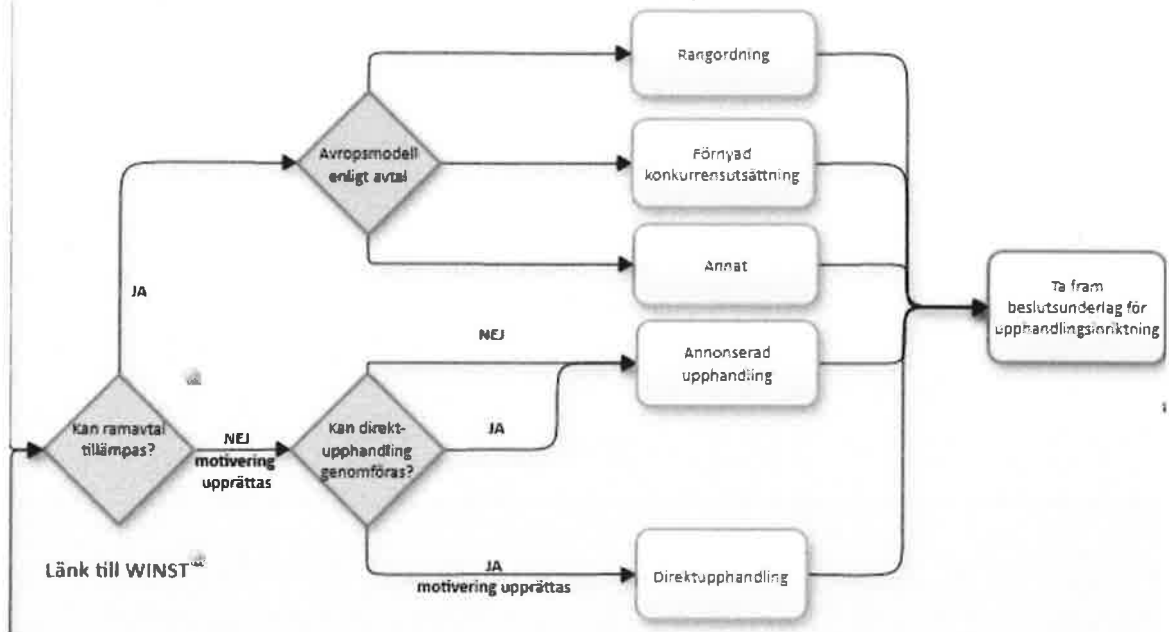 Rangordning
Avropsmodell
enligt avtal
Förnyad
konkurrensutsättning
Annat
JA
Ta fram
beslutsunderlag för
upphandlingsinriktning
NEJ
Annonserad
upphandling
Kan ramavtal
tillämpas?
NEJ
motivering
upprättas
Kan direkt-
upphandling
genomföras?
JA
Länk till WINST
JA
motivering upprättas
Direktupphandling